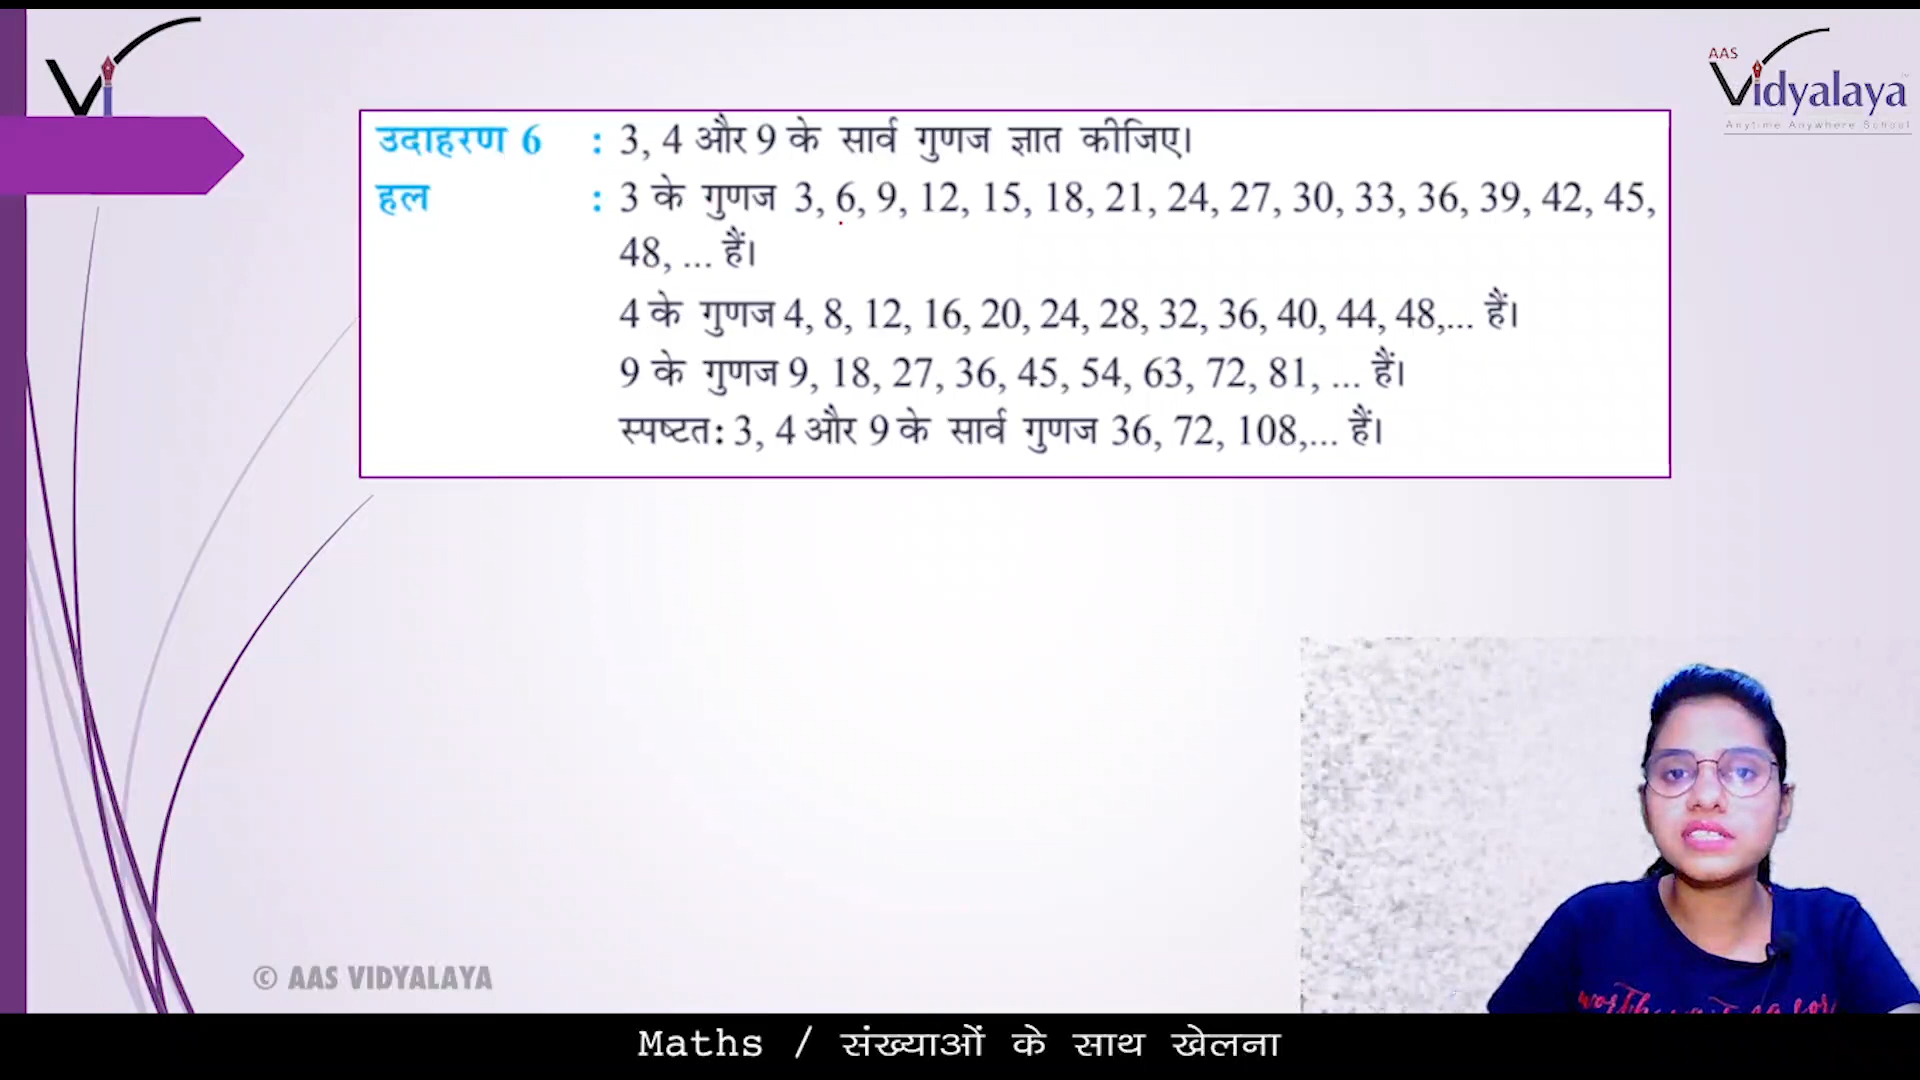 AAS
Vidyalaya
Anytime Anywhere School
उदाहरण 6 : 3, 4 और 9 के सार्व गुणज ज्ञात कीजिए।
हल : 3 के गुणज 3, 6, 9, 12, 15, 18, 21, 24, 27, 30, 33, 36, 39, 42, 45,
48, ... हैं।
4 के गुणज 4, 8, 12, 16, 20, 24, 28, 32, 36, 40, 44, 48,... हैं।
9 के गुणज 9, 18, 27, 36, 45, 54, 63, 72, 81, ... हैं।
स्पष्टत: 3, 4 और 9 के सार्व गुणज 36, 72, 108,... हैं।
© AAS VIDYALAYA
Maths / संख्याओं के साथ खेलना